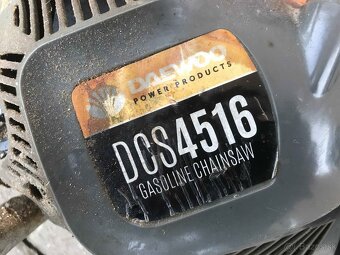 DAEWOO
POWER PRODUCTS
DCS4516
GASOLINE CHAINSAW